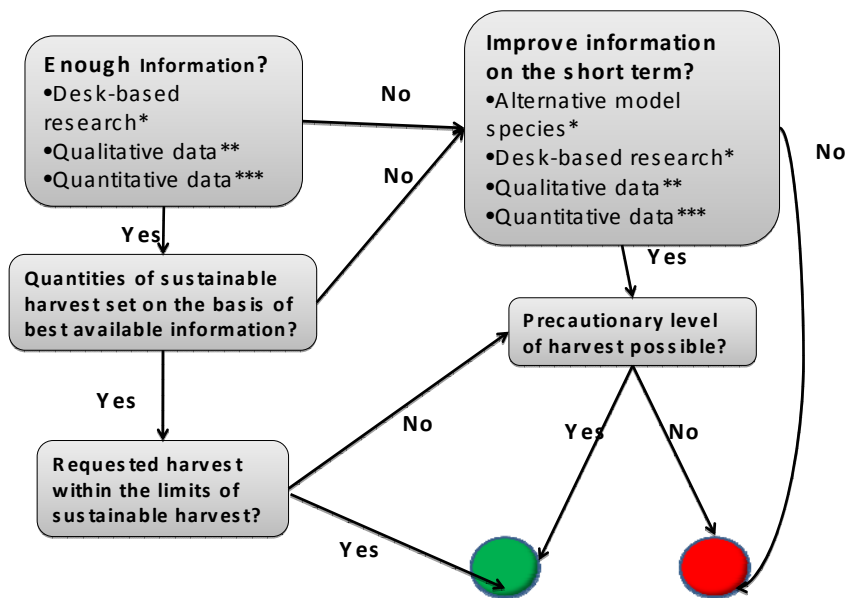 Enough Information?
•Desk-based
research*
•Qualitative data**
•Quantitative data***
No
Improve information
on the short term?
•Alternative model
species*
•Desk-based research*
•Qualitative data**
•Quantitative data***
No
No
Yes
Yes
Quantities of sustainable
harvest set on the basis of
best available information?
Precautionary level
of harvest possible?
Yes
No
Yes
No
Requested harvest
within the limits of
sustainable harvest?
Yes